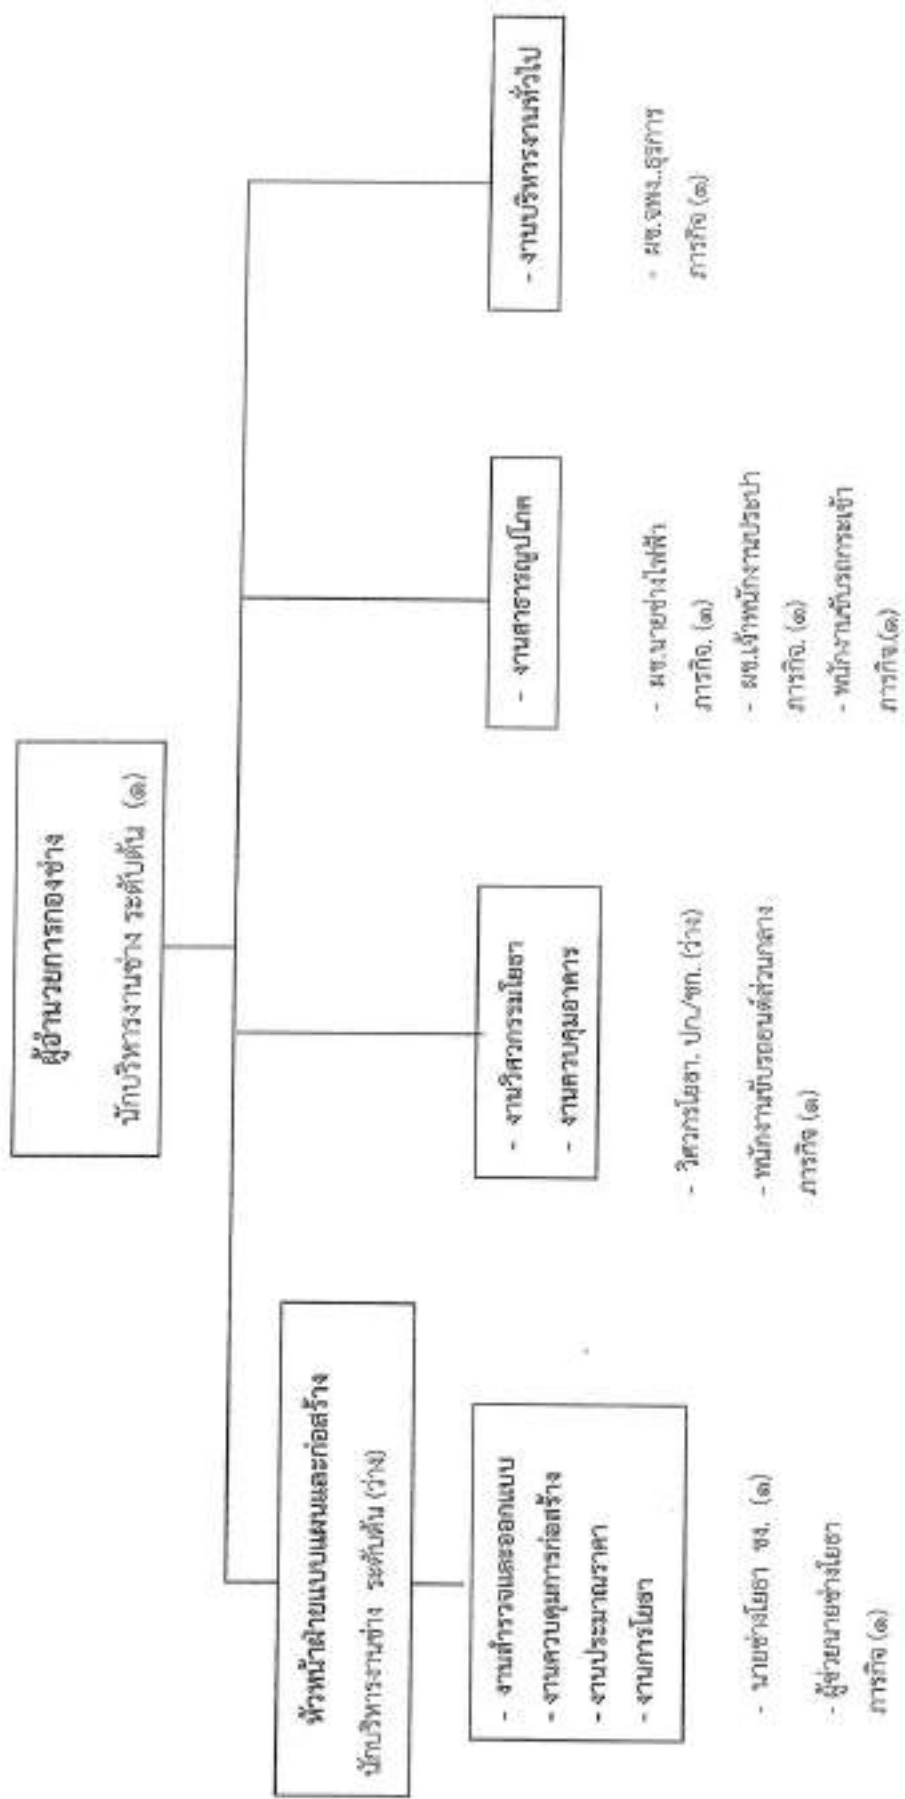 ผู้อำนวยการกองช่าง
นักบริหารงานช่าง ระดับต้น (๑)
หัวหน้าฝ่ายแบบแผนและก่อสร้าง
นักบริหารงานช่าง ระดับต้น (ว่าง)
- งานสำรวจและออกแบบ
- งานควบคุมการก่อสร้าง
- งานประมาณราคา
- งานการโยธา
- นายช่างโยธา ชง. (๑)
- ผู้ช่วยนายช่างโยธา
ภารกิจ (๑)
- งานวิศวกรรมโยธา
- งานควบคุมอาคาร
- วิศวกรโยธา. ปก./ชก. (ว่าง)
- พนักงานขับรถยนต์ส่วนกลาง
ภารกิจ (๑)
- งานสาธารณูปโภค
- ผช.นายช่างไฟฟ้า
ภารกิจ. (๑)
- ผช.เจ้าพนักงานประปา
ภารกิจ. (๑)
- พนักงานขับรถกระเช้า
ภารกิจ.(๑)
- งานบริหารงานทั่วไป
- ผช.จพง..ธุรการ
ภารกิจ (๑)